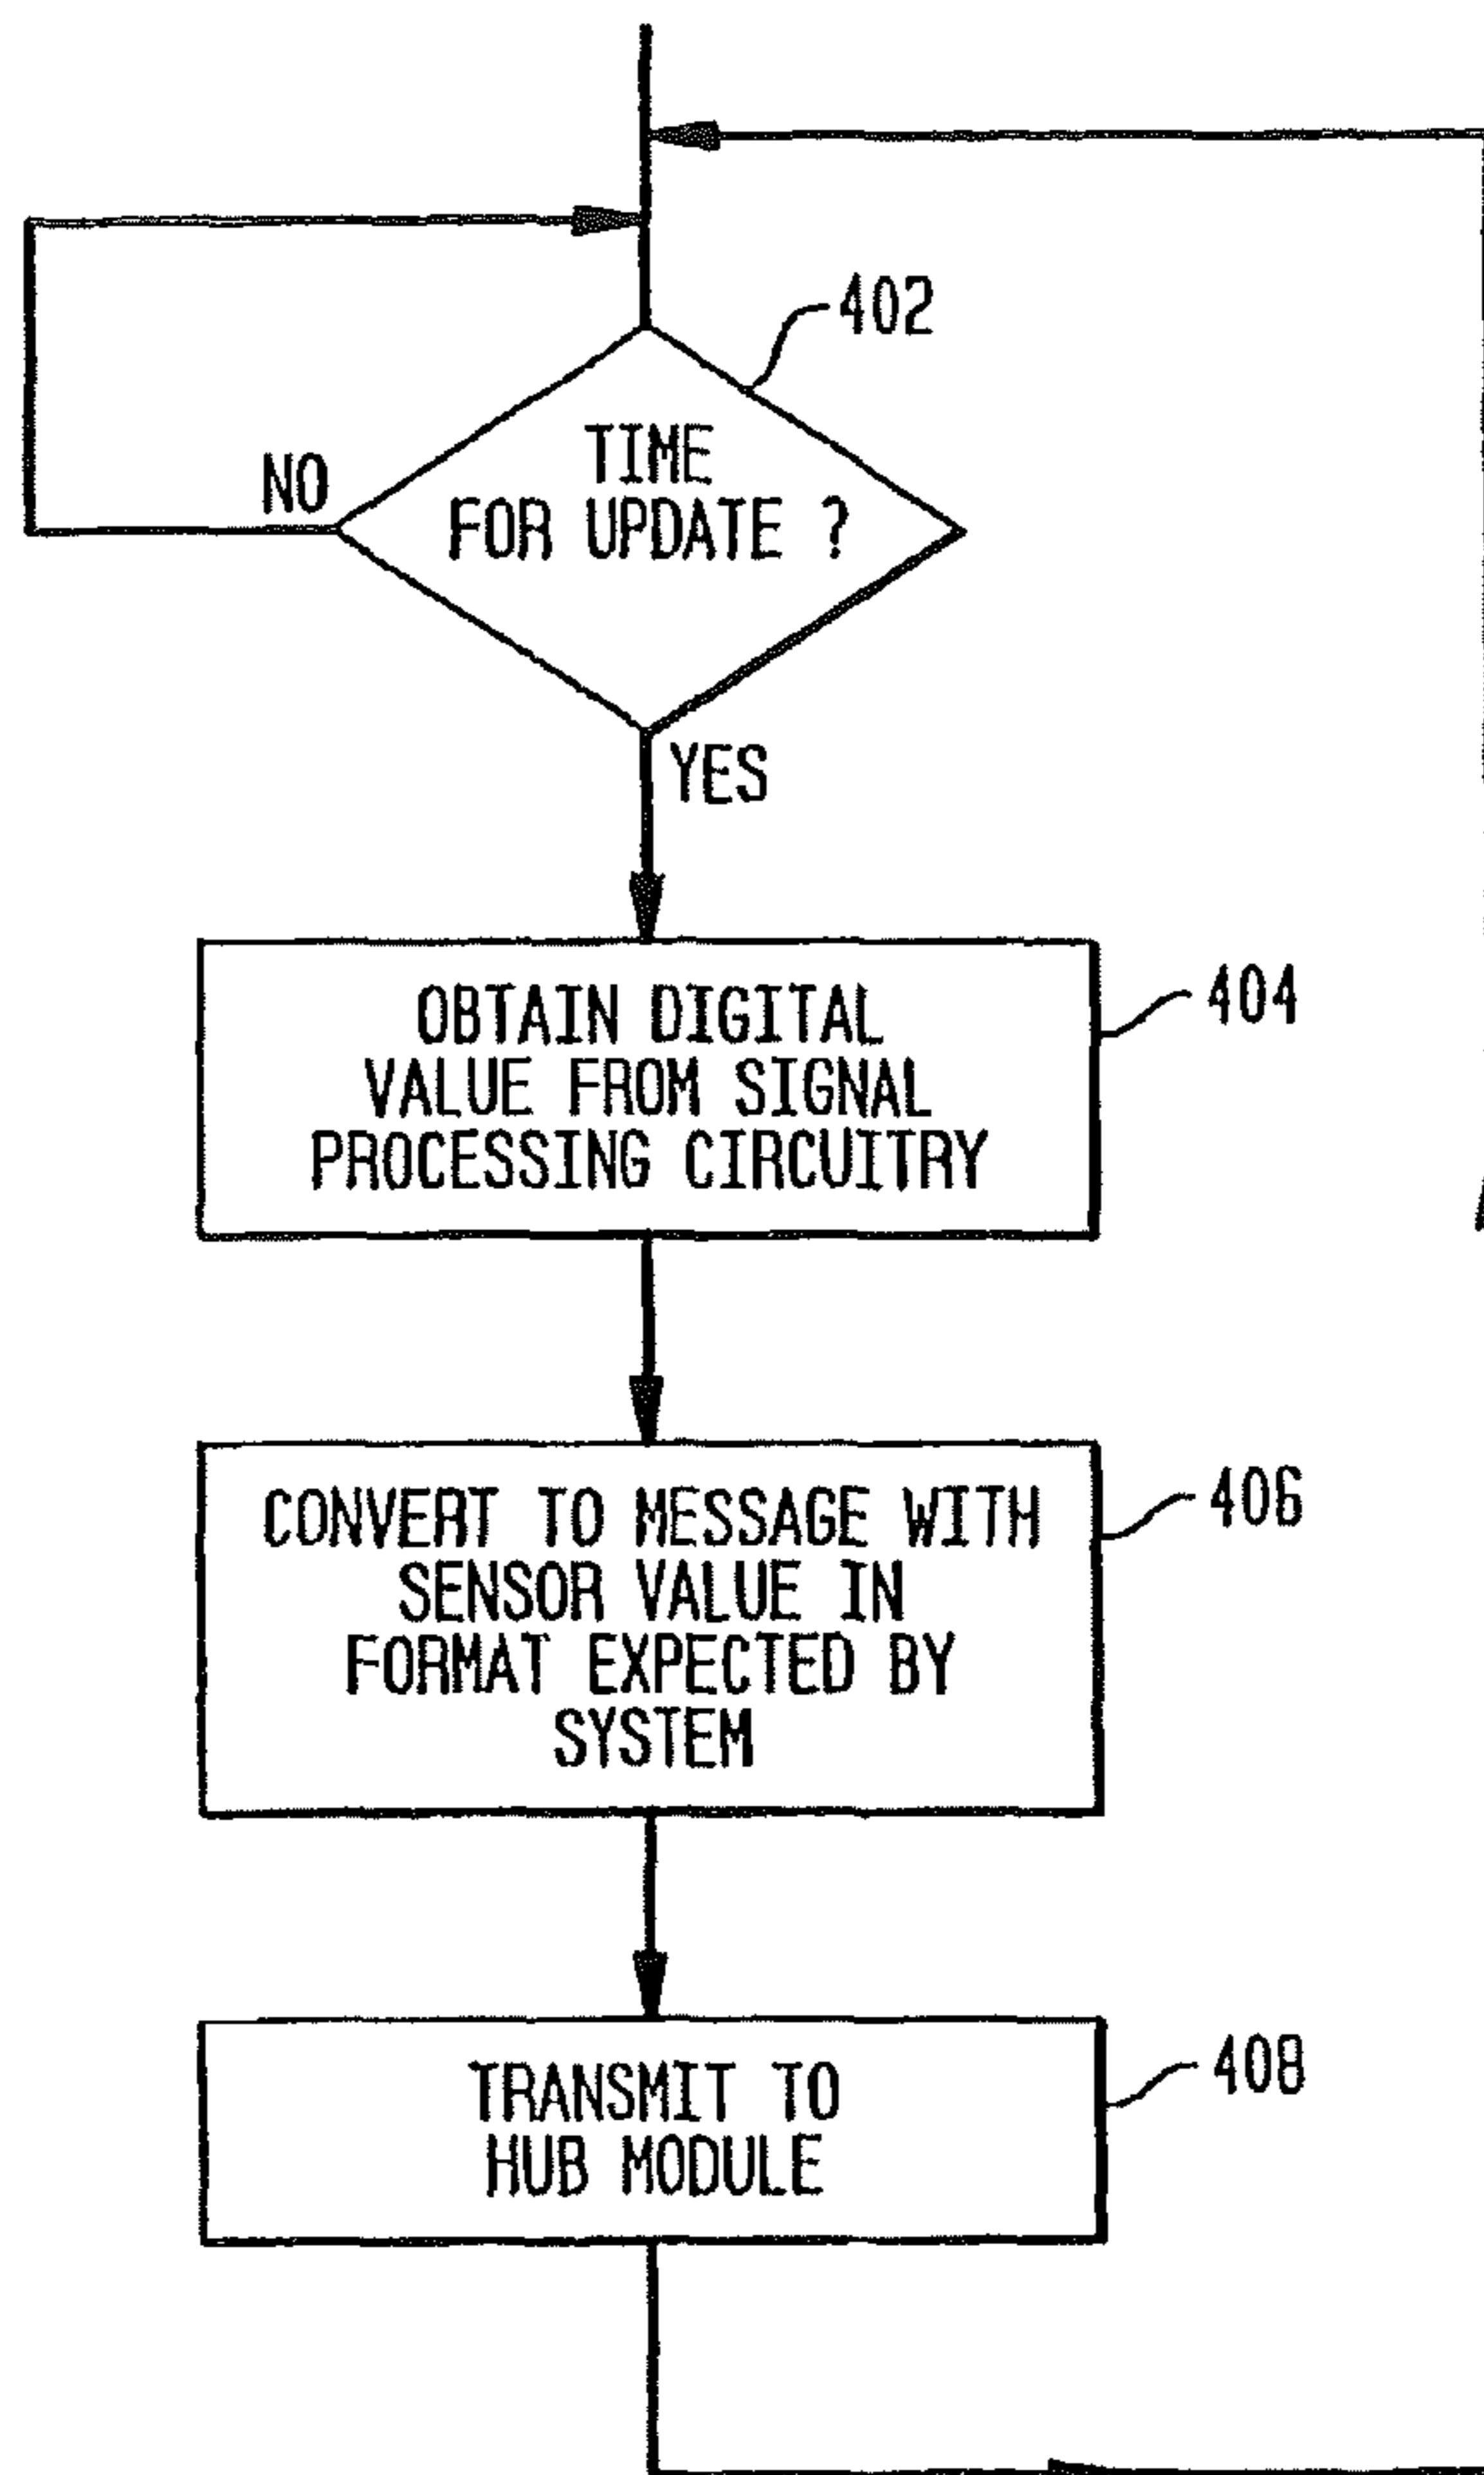 402
TIME
FOR UPDATE ?
NO
YES
OBTAIN DIGITAL
VALUE FROM SIGNAL
PROCESSING CIRCUITRY
404
CONVERT TO MESSAGE WITH
SENSOR VALUE IN
FORMAT EXPECTED BY
SYSTEM
406
TRANSMIT TO
HUB MODULE
408